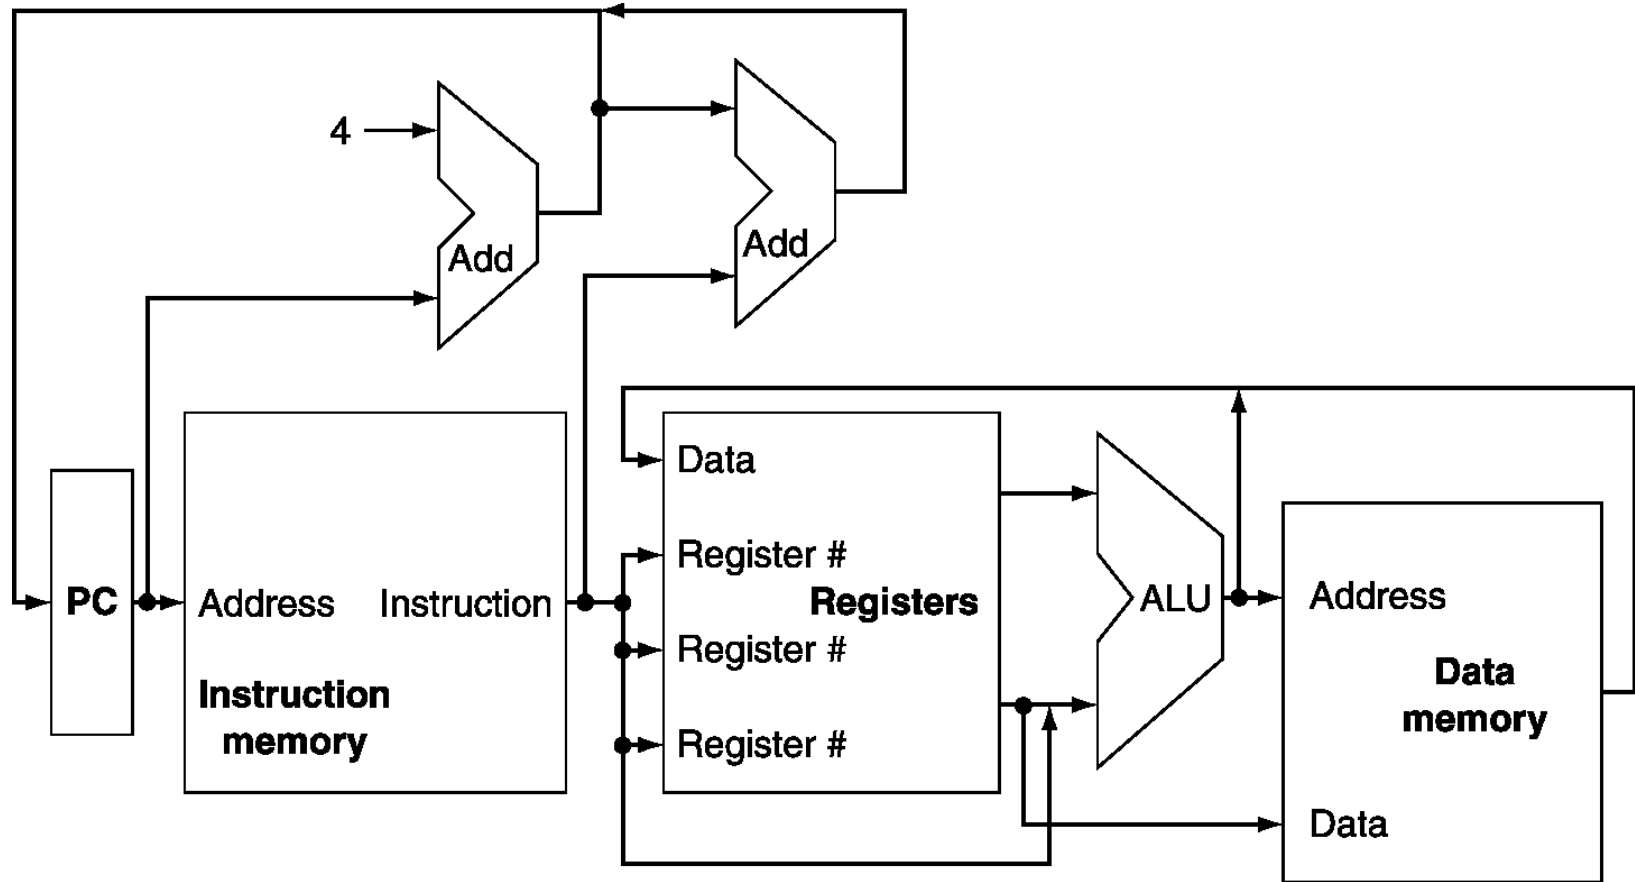 4
Add
Add
Data
Register #
PC
Address
Instruction
Registers
ALU
Address
Register #
Instruction
memory
Data
memory
Register #
Data